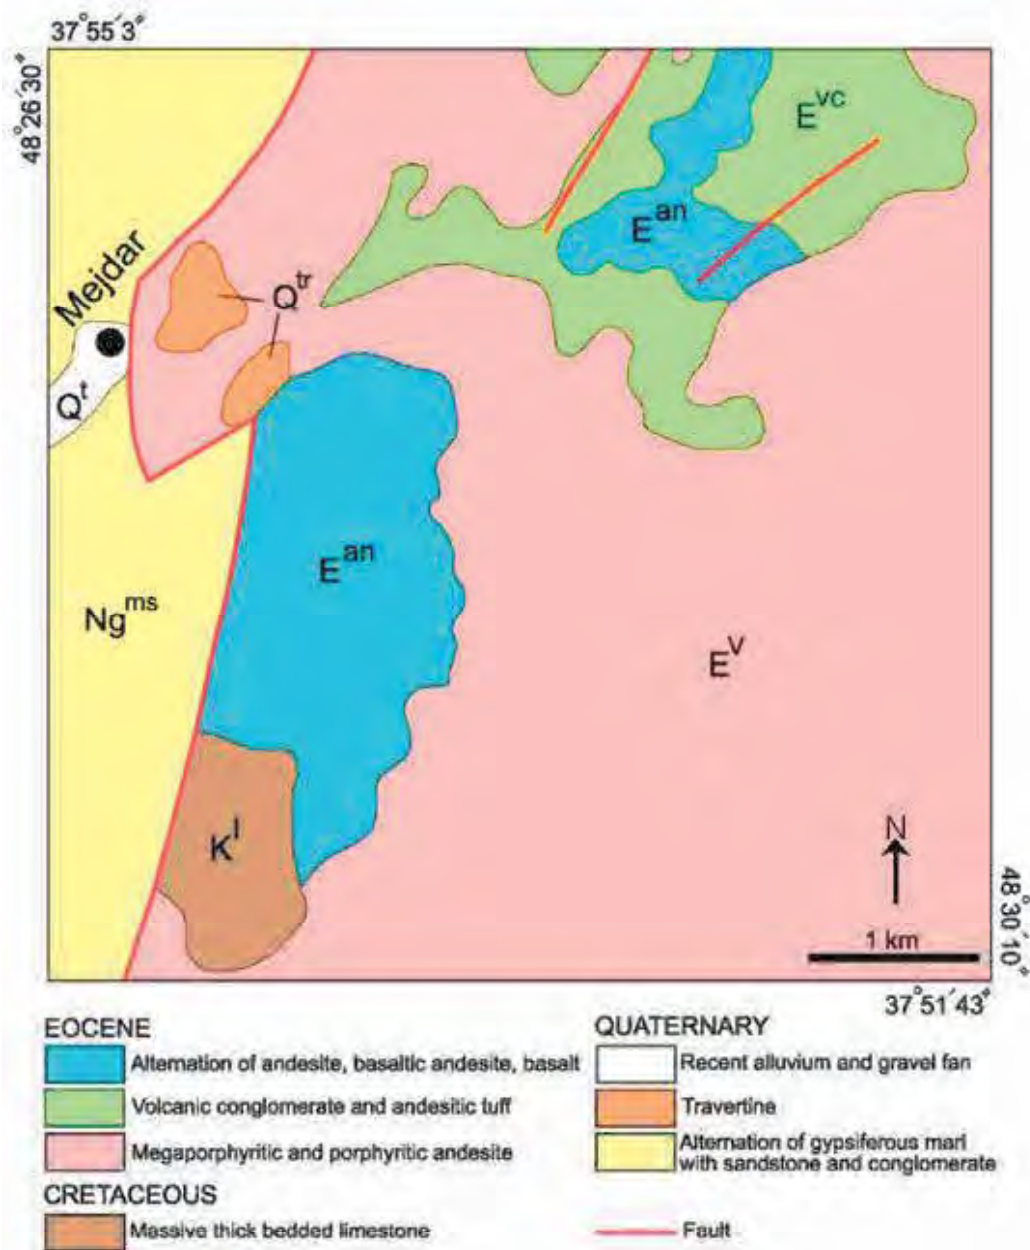 37°55´3"
48°26´30"
E^vc
E^an
Mejdar
Q^tr
Q^t
E^an
Ng^ms
E^V
K^l
N
1 km
48°30´10"
37°51´43"
EOCENE
Alternation of andesite, basaltic andesite, basalt
Volcanic conglomerate and andesitic tuff
Megaporphyritic and porphyritic andesite
CRETACEOUS
Massive thick bedded limestone
QUATERNARY
Recent alluvium and gravel fan
Travertine
Alternation of gypsiferous marl
with sandstone and conglomerate
Fault